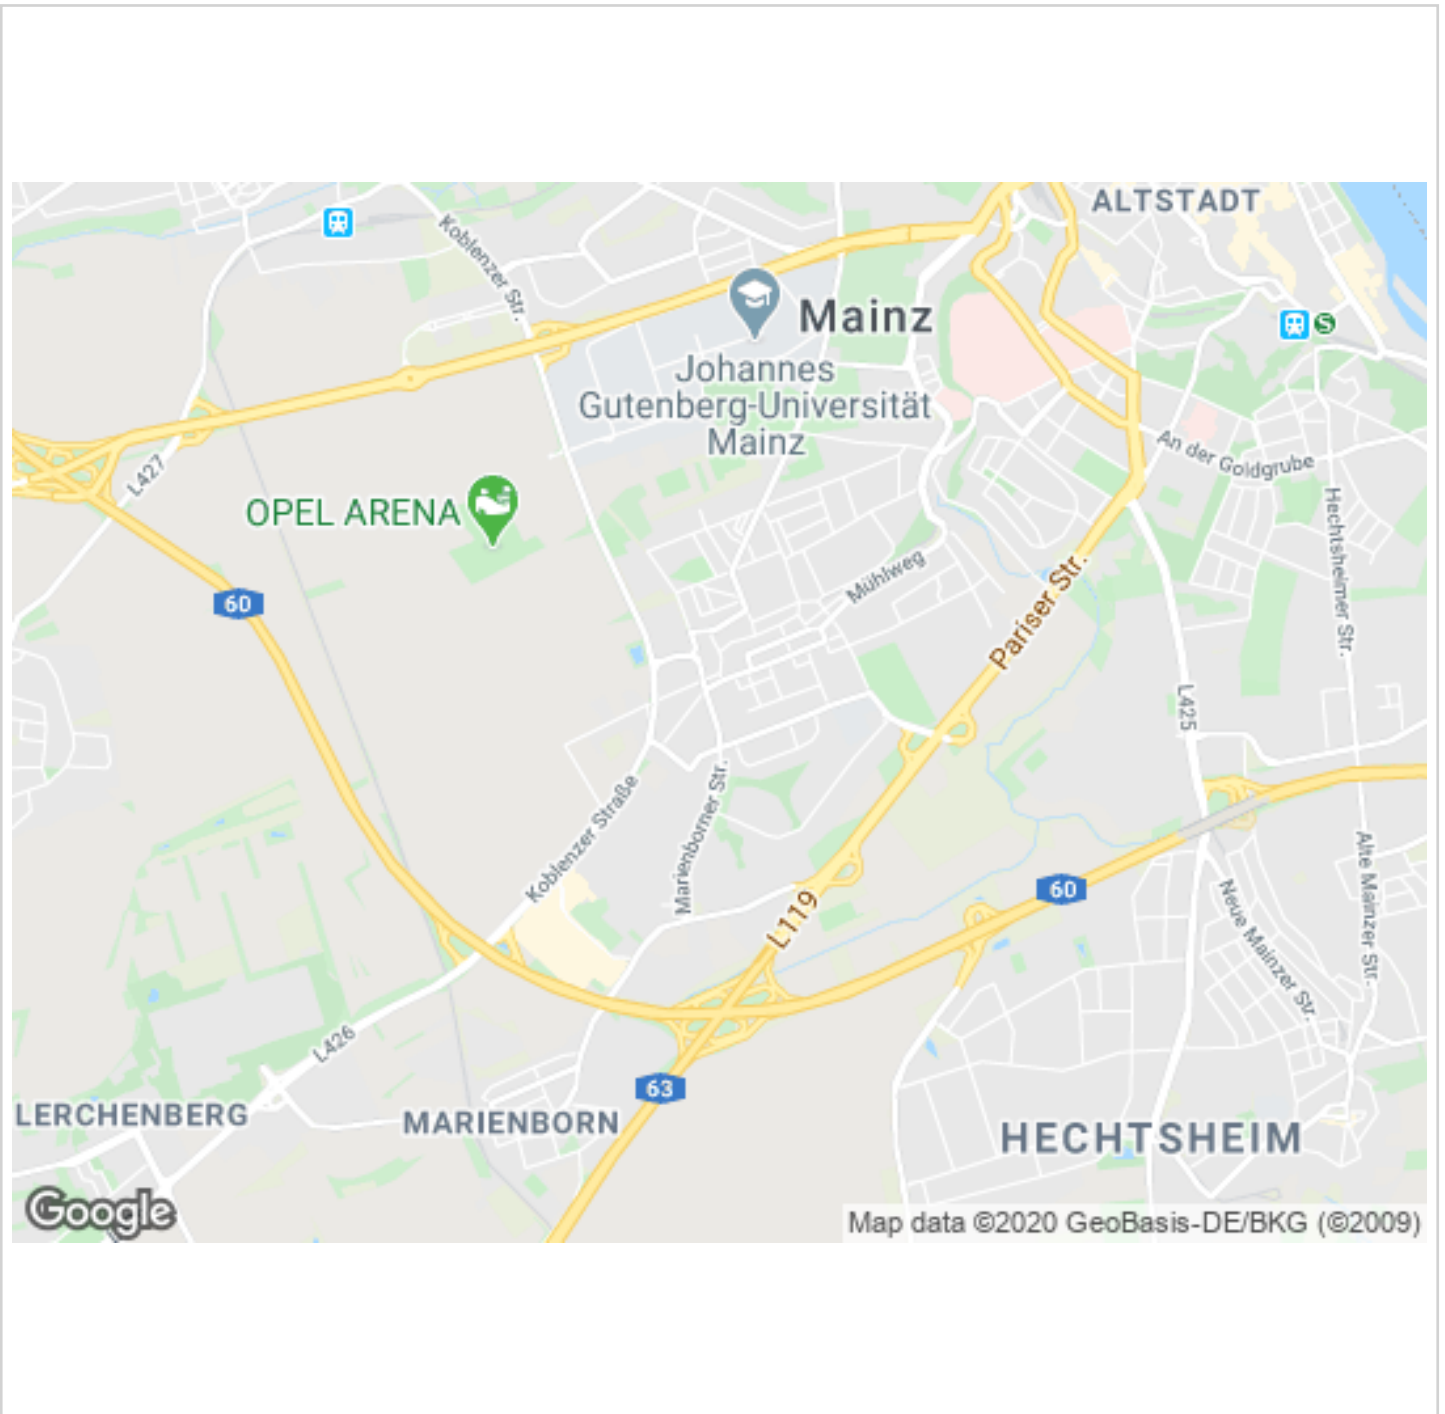 ALTSTADT
Koblenzer Str.
Mainz
S
Johannes
Gutenberg-Universität
Mainz
An der Goldgrube
L427
OPEL ARENA
Hechtsheimer Str.
Mühlweg
60
Pariser Str.
L425
Koblenzer Straße
Marienborner Str.
Alte Mainzer Str.
60
L119
Neue Mainzer Str.
L426
63
LERCHENBERG
MARIENBORN
HECHTSHEIM
Google
Map data ©2020 GeoBasis-DE/BKG (©2009)